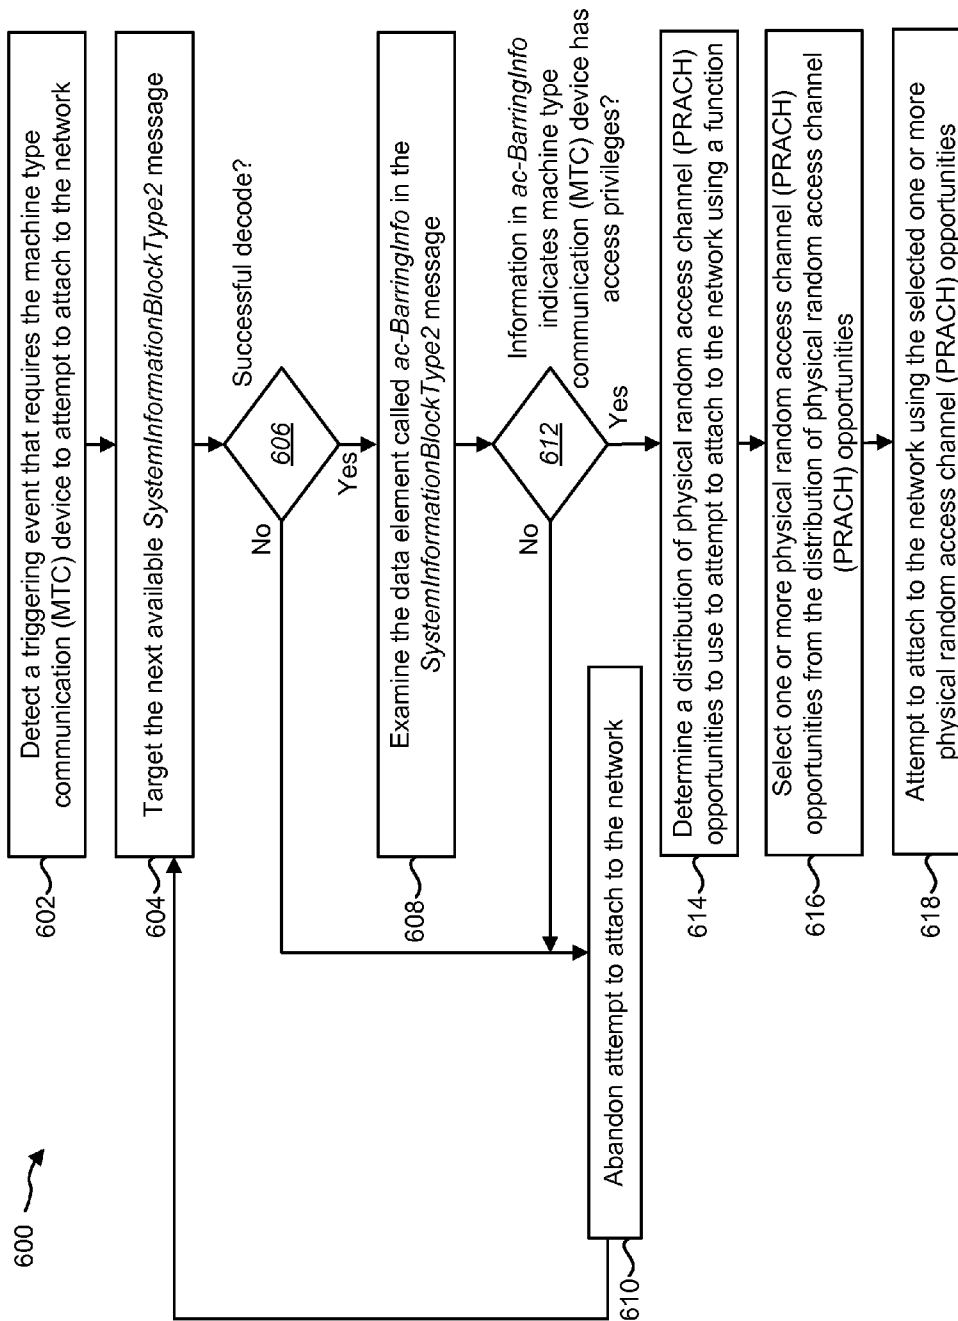 600
602
Detect a triggering event that requires the machine type
communication (MTC) device to attempt to attach to the network
604
Target the next available SystemInformationBlockType2 message
606
Successful decode?
No
Yes
608
Examine the data element called ac-BarringInfo in the
SystemInformationBlockType2 message
610
Abandon attempt to attach to the network
612
Information in ac-BarringInfo
indicates machine type
communication (MTC) device has
access privileges?
No
Yes
614
Determine a distribution of physical random access channel (PRACH)
opportunities to use to attempt to attach to the network using a function
616
Select one or more physical random access channel (PRACH)
opportunities from the distribution of physical random access channel
(PRACH) opportunities
618
Attempt to attach to the network using the selected one or more
physical random access channel (PRACH) opportunities